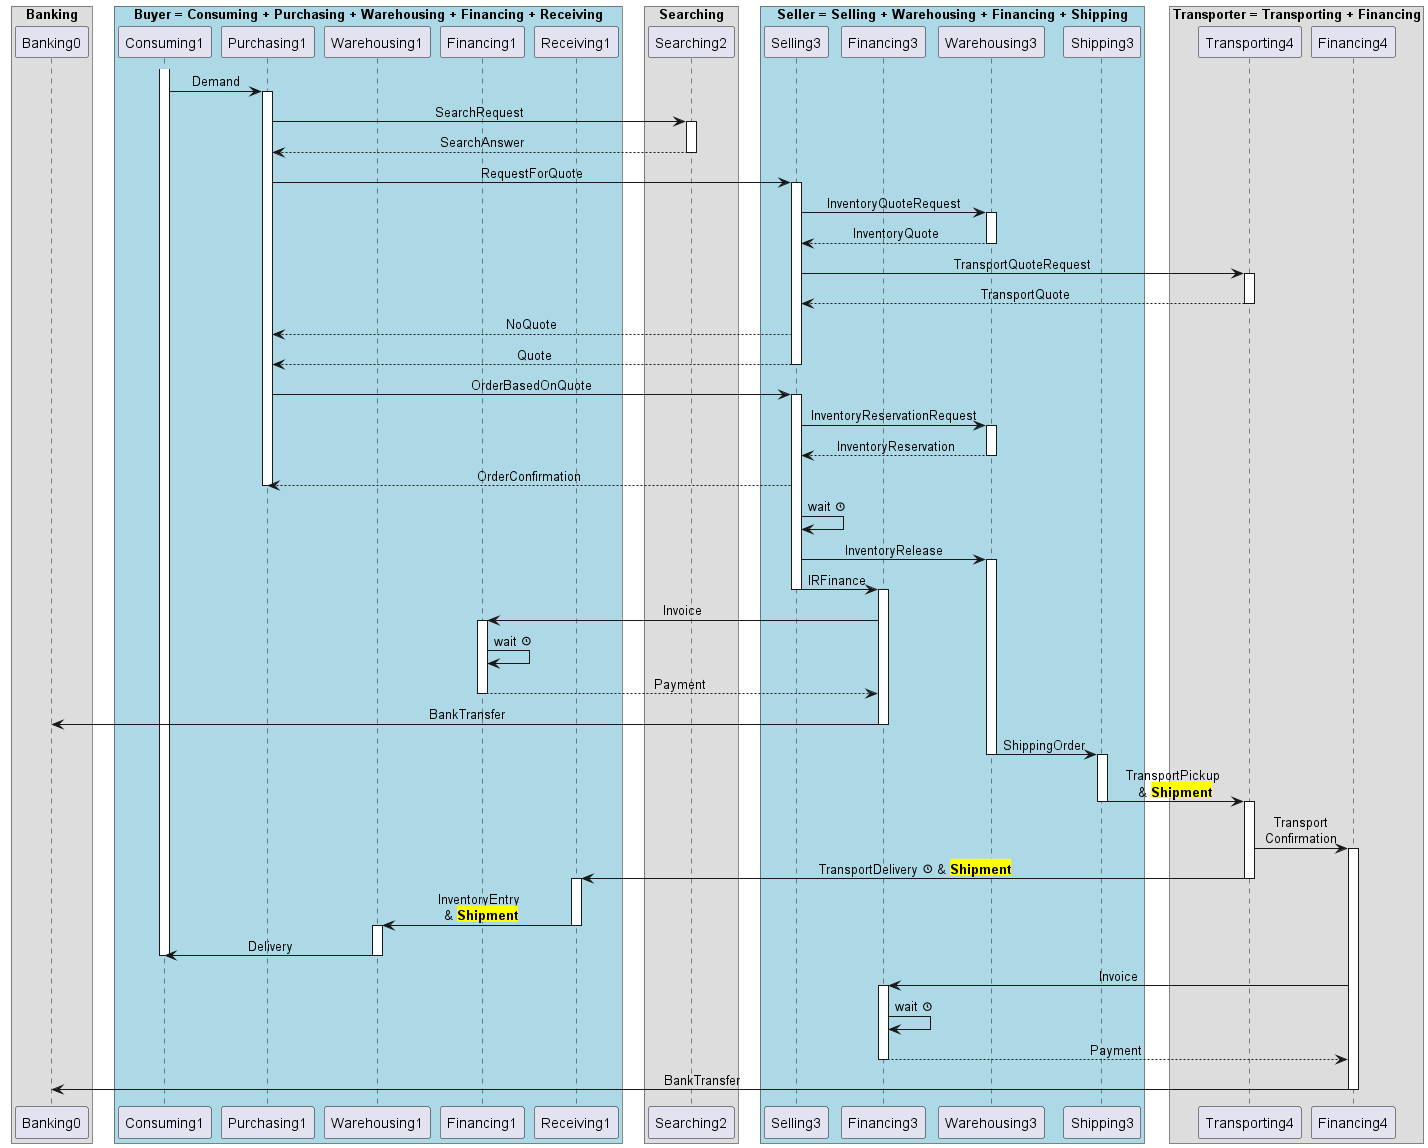 Banking
Buyer = Consuming + Purchasing + Warehousing + Financing + Receiving
Searching
Seller = Selling + Warehousing + Financing + Shipping
Transporter = Transporting + Financing
Banking0
Consuming1
Purchasing1
Warehousing1
Financing1
Receiving1
Searching2
Selling3
Financing3
Warehousing3
Shipping3
Transporting4
Financing4
Demand
SearchRequest
SearchAnswer
RequestForQuote
InventoryQuoteRequest
InventoryQuote
TransportQuoteRequest
TransportQuote
NoQuote
Quote
OrderBasedOnQuote
InventoryReservationRequest
InventoryReservation
OrderConfirmation
wait
InventoryRelease
IRFinance
Invoice
wait
Payment
BankTransfer
ShippingOrder
TransportPickup
& Shipment
Transport
Confirmation
TransportDelivery & Shipment
InventoryEntry
& Shipment
Delivery
Invoice
wait
Payment
BankTransfer
Banking0
Consuming1
Purchasing1
Warehousing1
Financing1
Receiving1
Searching2
Selling3
Financing3
Warehousing3
Shipping3
Transporting4
Financing4